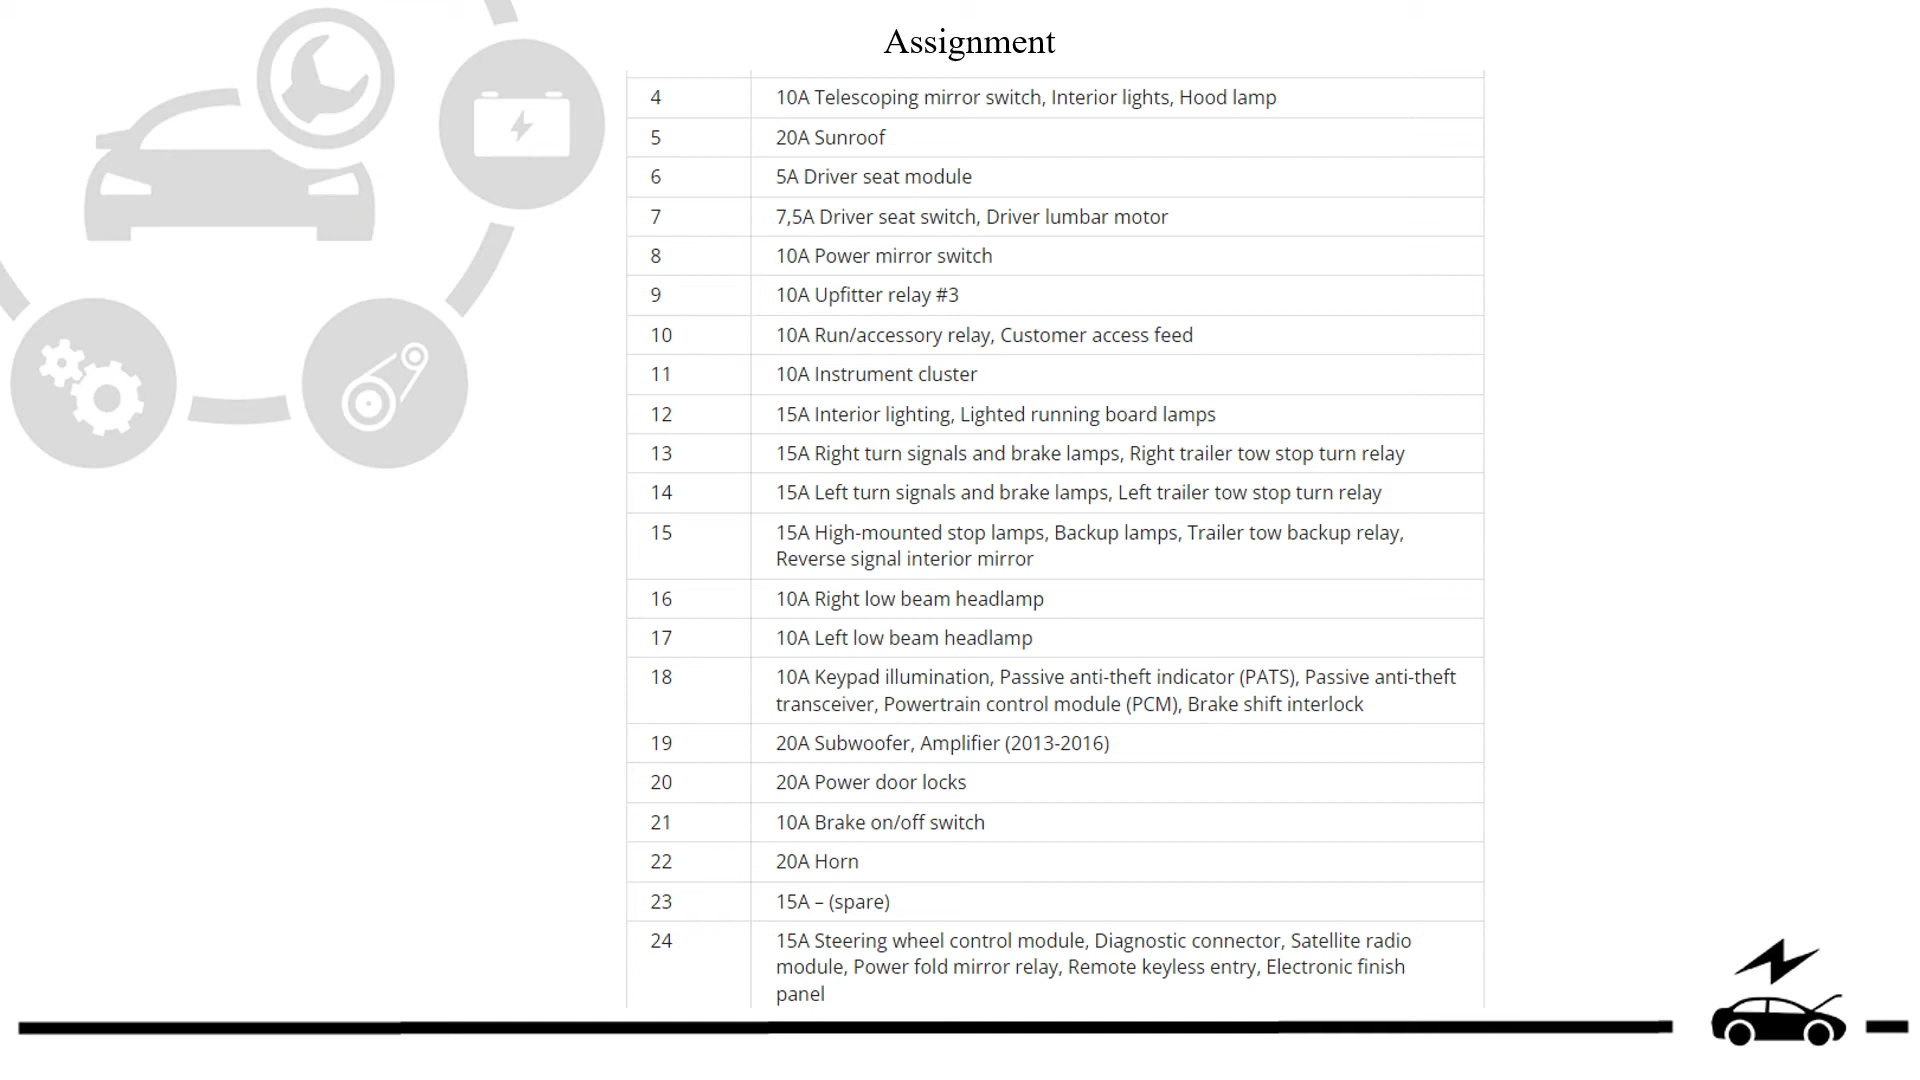 Assignment
4 10A Telescoping mirror switch, Interior lights, Hood lamp
5 20A Sunroof
6 5A Driver seat module
7 7,5A Driver seat switch, Driver lumbar motor
8 10A Power mirror switch
9 10A Upfitter relay #3
10 10A Run/accessory relay, Customer access feed
11 10A Instrument cluster
12 15A Interior lighting, Lighted running board lamps
13 15A Right turn signals and brake lamps, Right trailer tow stop turn relay
14 15A Left turn signals and brake lamps, Left trailer tow stop turn relay
15 15A High-mounted stop lamps, Backup lamps, Trailer tow backup relay,
Reverse signal interior mirror
16 10A Right low beam headlamp
17 10A Left low beam headlamp
18 10A Keypad illumination, Passive anti-theft indicator (PATS), Passive anti-theft
transceiver, Powertrain control module (PCM), Brake shift interlock
19 20A Subwoofer, Amplifier (2013-2016)
20 20A Power door locks
21 10A Brake on/off switch
22 20A Horn
23 15A – (spare)
24 15A Steering wheel control module, Diagnostic connector, Satellite radio
module, Power fold mirror relay, Remote keyless entry, Electronic finish
panel